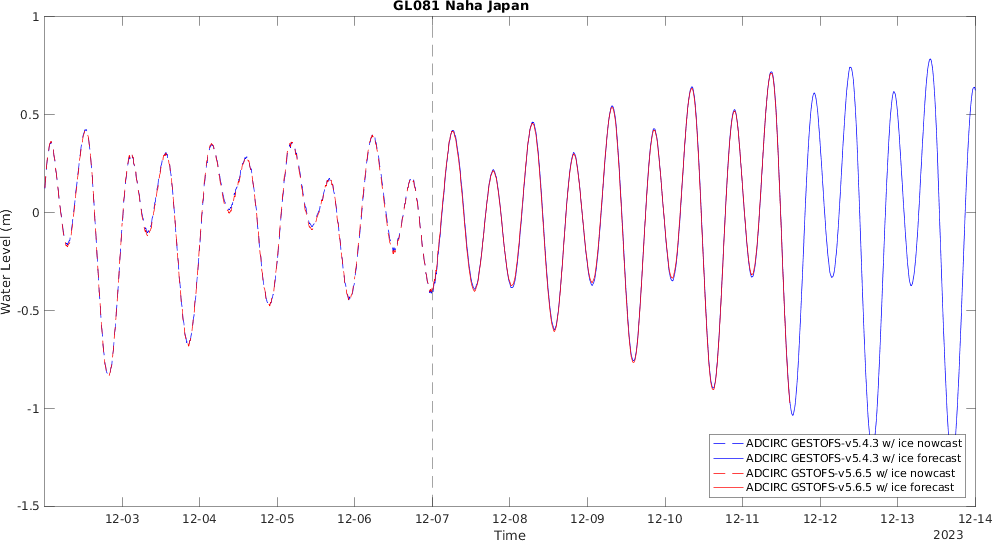 GL081 Naha Japan
1
0.5
0
-0.5
-1
-1.5
Water Level (m)
ADCIRC GESTOFS-v5.4.3 w/ ice nowcast
ADCIRC GESTOFS-v5.4.3 w/ ice forecast
ADCIRC GSTOFS-v5.6.5 w/ ice nowcast
ADCIRC GSTOFS-v5.6.5 w/ ice forecast
12-03 12-04 12-05 12-06 12-07 12-08 12-09 12-10 12-11 12-12 12-13 12-14
Time
2023